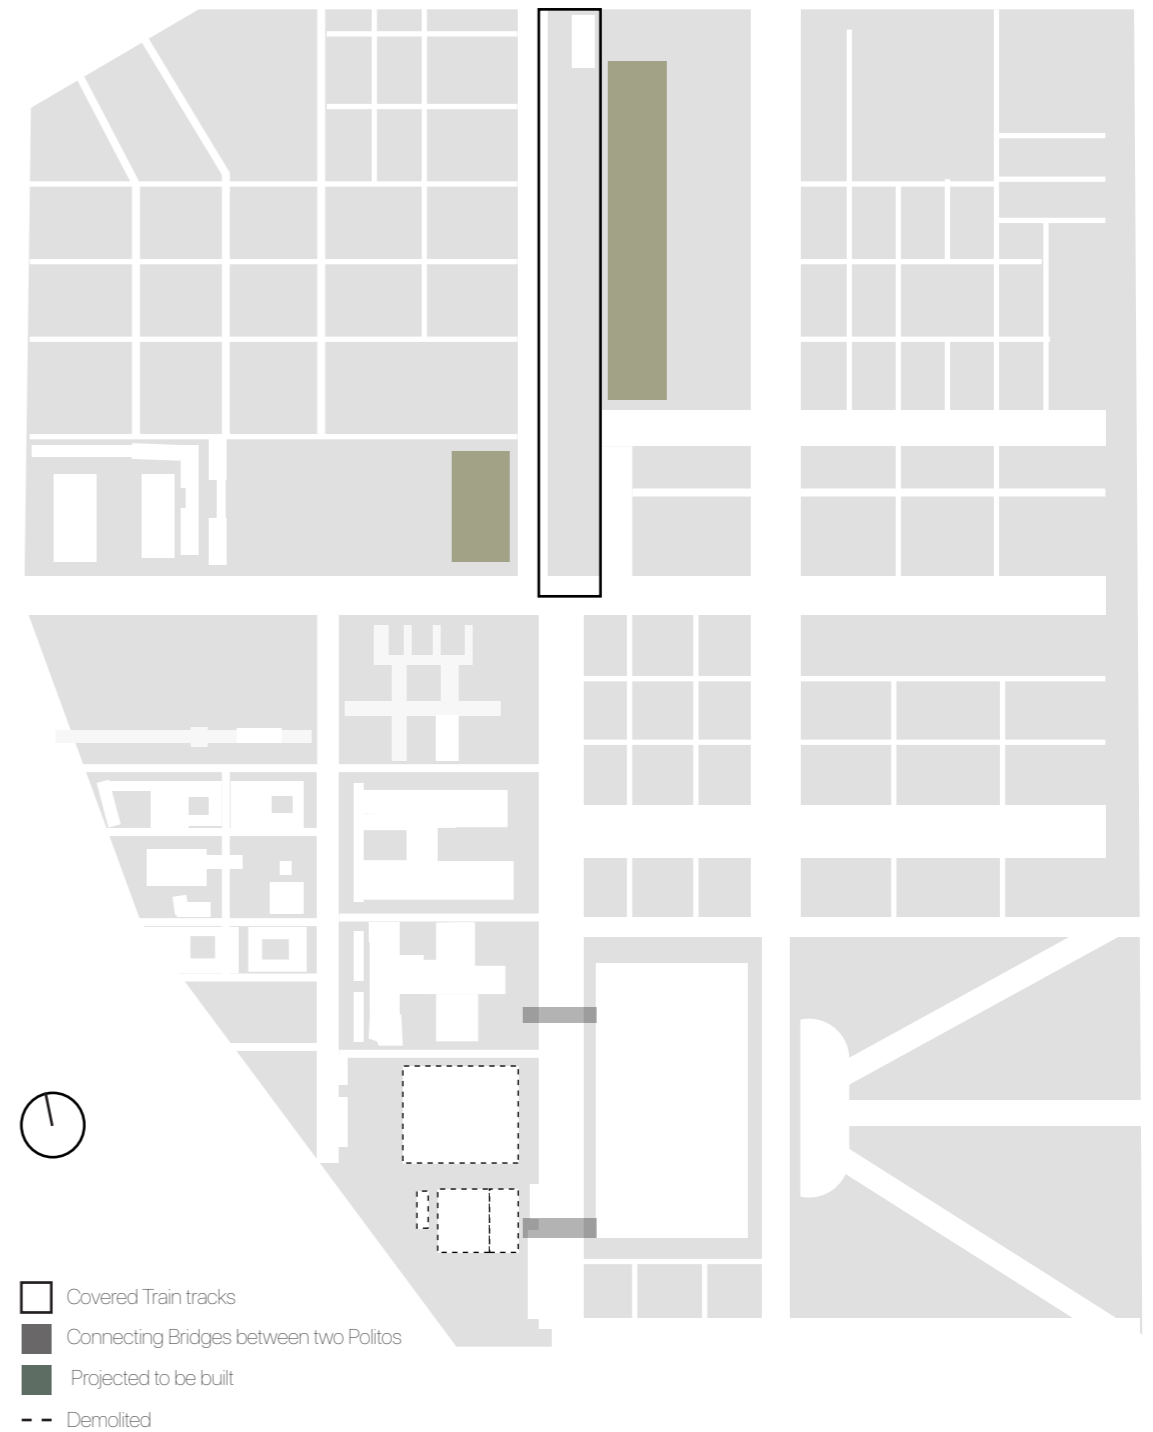 Covered Train tracks
Connecting Bridges between two Politos
Projected to be built
Demolited